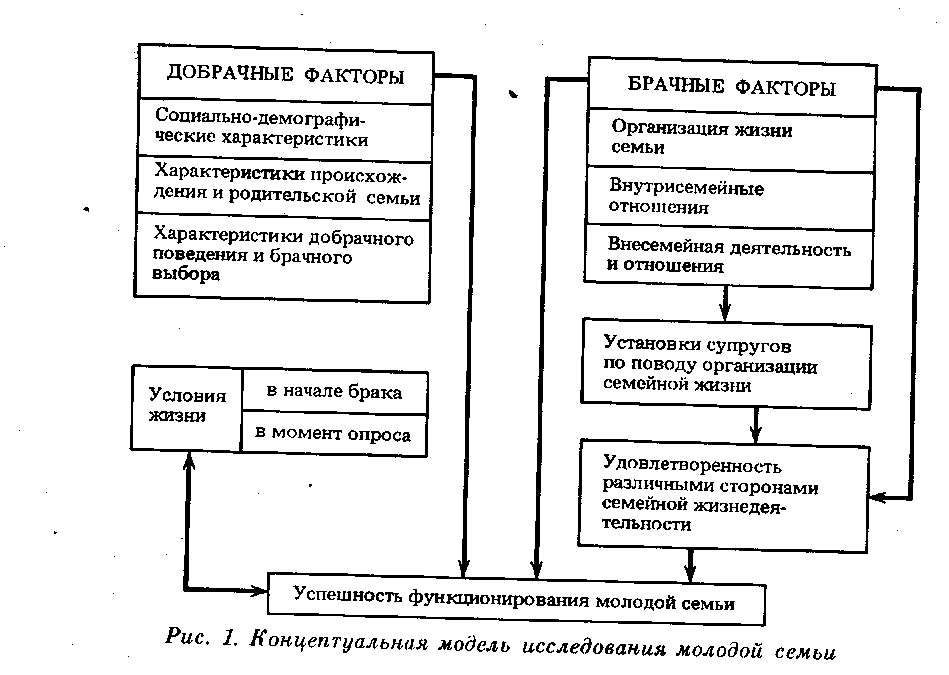 ДОБРАЧНЫЕ ФАКТОРЫ
Социально-демографи-
ческие характеристики
Характеристики происхож-
дения и родительской семьи
Характеристики добрачного
поведения и брачного
выбора
БРАЧНЫЕ ФАКТОРЫ
Организация жизни
семьи
Внутрисемейные
отношения
Внесемейная деятельность
и отношения
Установки супругов
по поводу организации
семейной жизни
Условия
жизни
в начале брака
в момент опроса
Удовлетворенность
различными сторонами
семейной жизнедея-
тельности
Успешность функционирования молодой семьи
Рис. 1. Концептуальная модель исследования молодой семьи